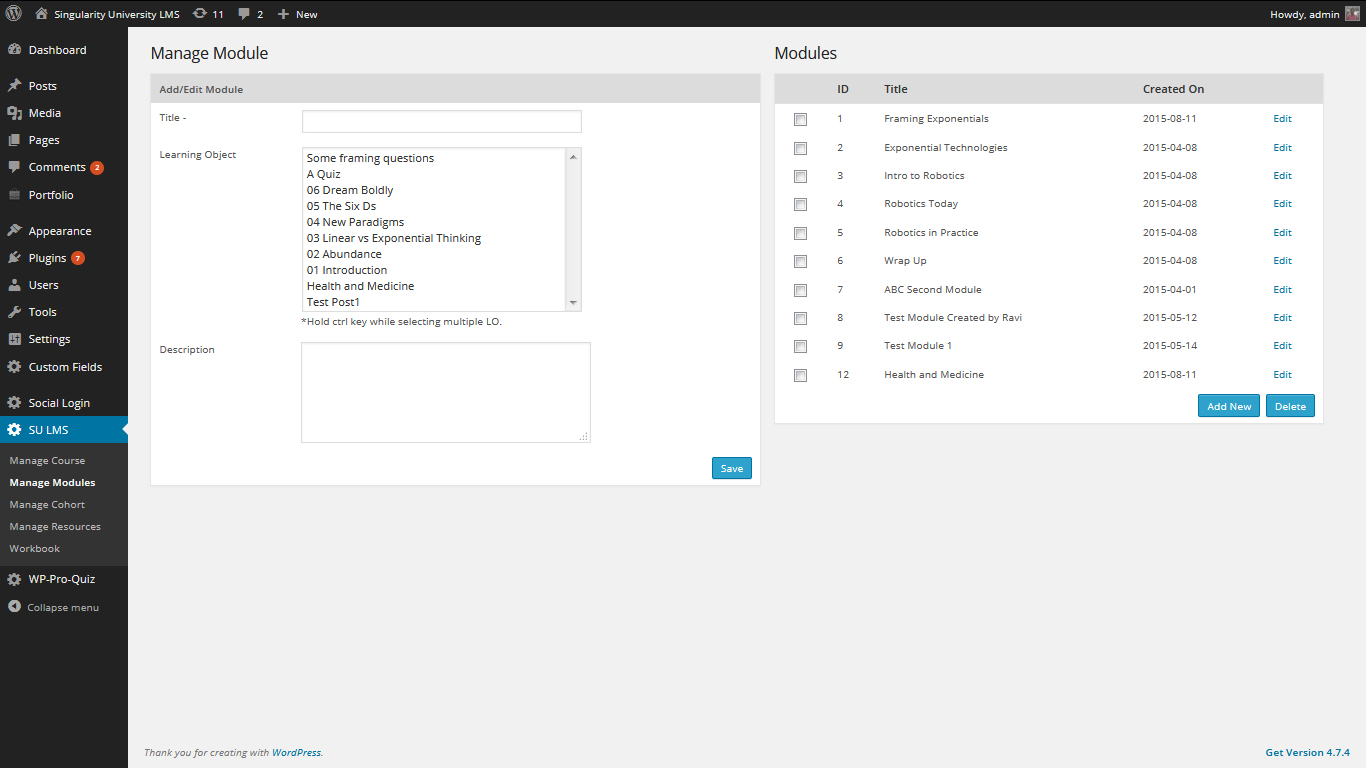 Singularity University LMS 11 2 New Howdy, admin
Dashboard
Posts
Media
Pages
Comments 2
Portfolio
Appearance
Plugins 7
Users
Tools
Settings
Custom Fields
Social Login
SU LMS
Manage Course
Manage Modules
Manage Cohort
Manage Resources
Workbook
WP-Pro-Quiz
Collapse menu
Manage Module
Add/Edit Module
Title -
Learning Object
Some framing questions
A Quiz
06 Dream Boldly
05 The Six Ds
04 New Paradigms
03 Linear vs Exponential Thinking
02 Abundance
01 Introduction
Health and Medicine
Test Post1
*Hold ctrl key while selecting multiple LO.
Description
Save
Modules
ID Title Created On
1 Framing Exponentials 2015-08-11 Edit
2 Exponential Technologies 2015-04-08 Edit
3 Intro to Robotics 2015-04-08 Edit
4 Robotics Today 2015-04-08 Edit
5 Robotics in Practice 2015-04-08 Edit
6 Wrap Up 2015-04-08 Edit
7 ABC Second Module 2015-04-01 Edit
8 Test Module Created by Ravi 2015-05-12 Edit
9 Test Module 1 2015-05-14 Edit
12 Health and Medicine 2015-08-11 Edit
Add New Delete
Thank you for creating with WordPress. Get Version 4.7.4